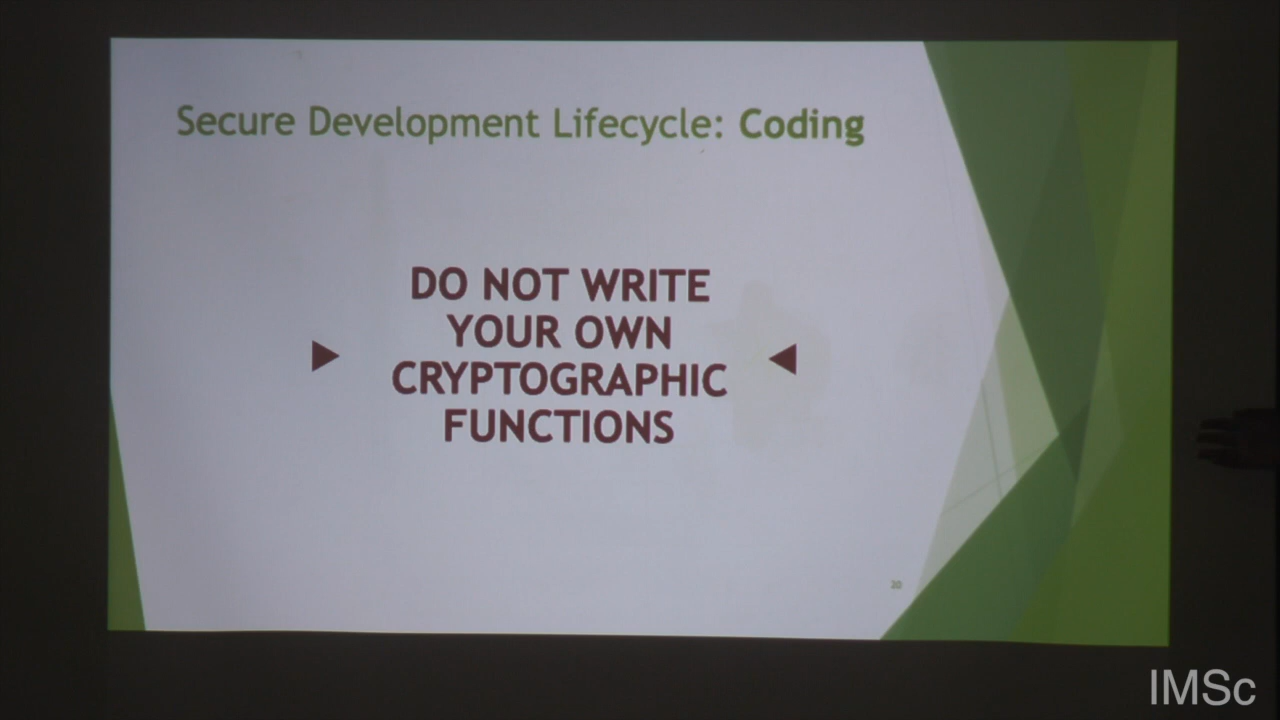 Secure Development Lifecycle: Coding
DO NOT WRITE
YOUR OWN
CRYPTOGRAPHIC
FUNCTIONS
20
IMSc